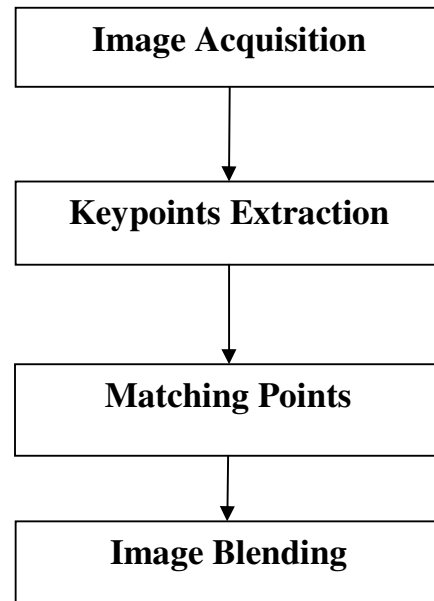 Image Acquisition
Keypoints Extraction
Matching Points
Image Blending